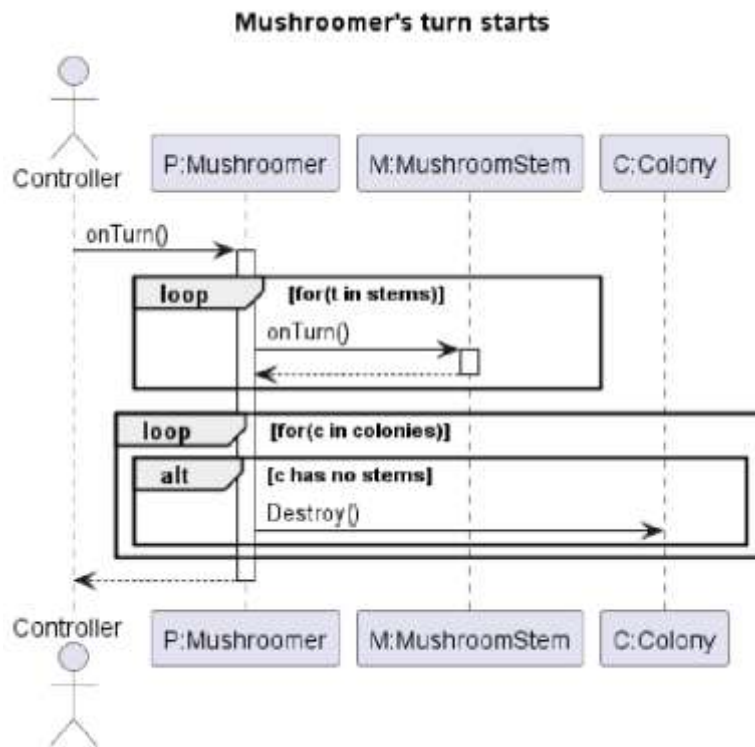 Mushroomer's turn starts
Controller
P:Mushroomer
M:MushroomStem
C:Colony
onTurn()
loop
[for(t in stems)]
onTurn()
loop
[for(c in colonies)]
alt
[c has no stems]
Destroy()
Controller
P:Mushroomer
M:MushroomStem
C:Colony